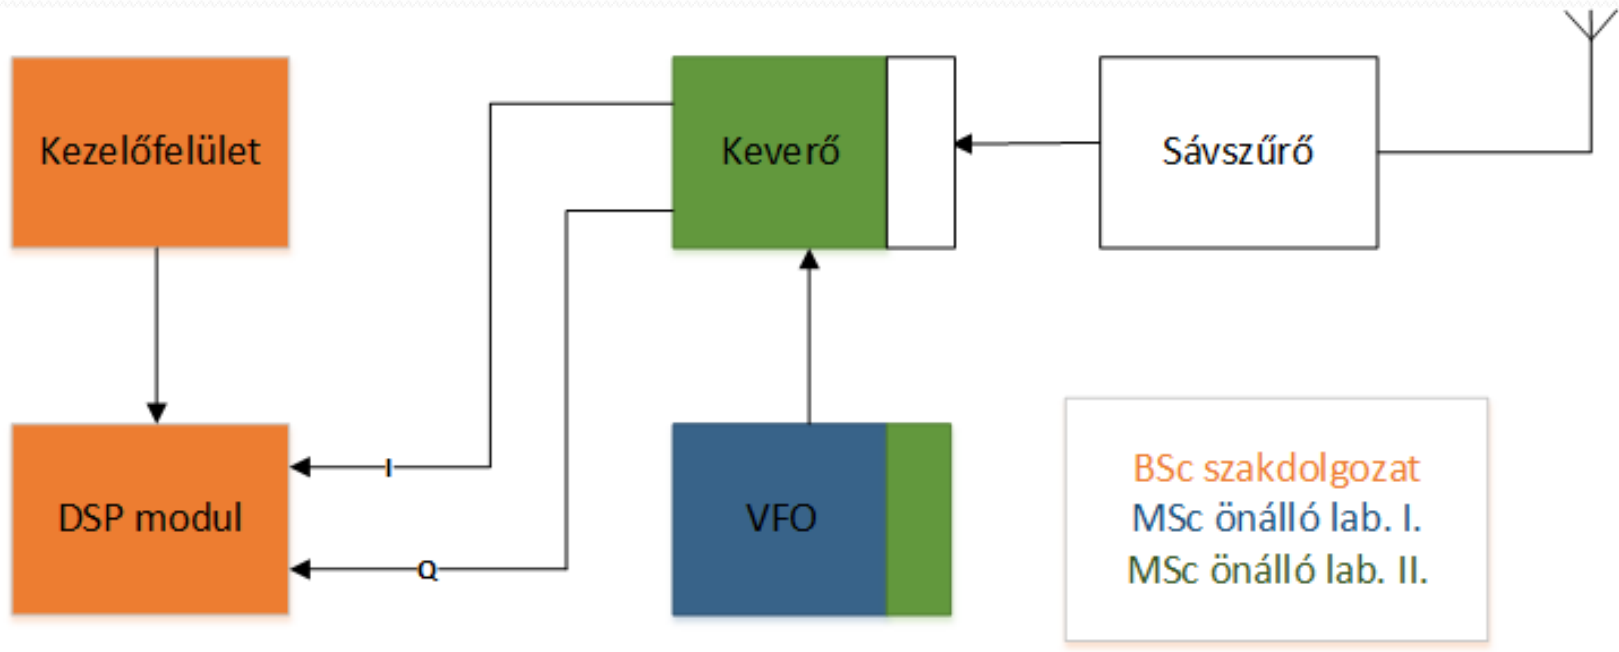 Kezelőfelület
Keverő
Sávszűrő
I
DSP modul
Q
VFO
BSc szakdolgozat
MSc önálló lab. I.
MSc önálló lab. II.